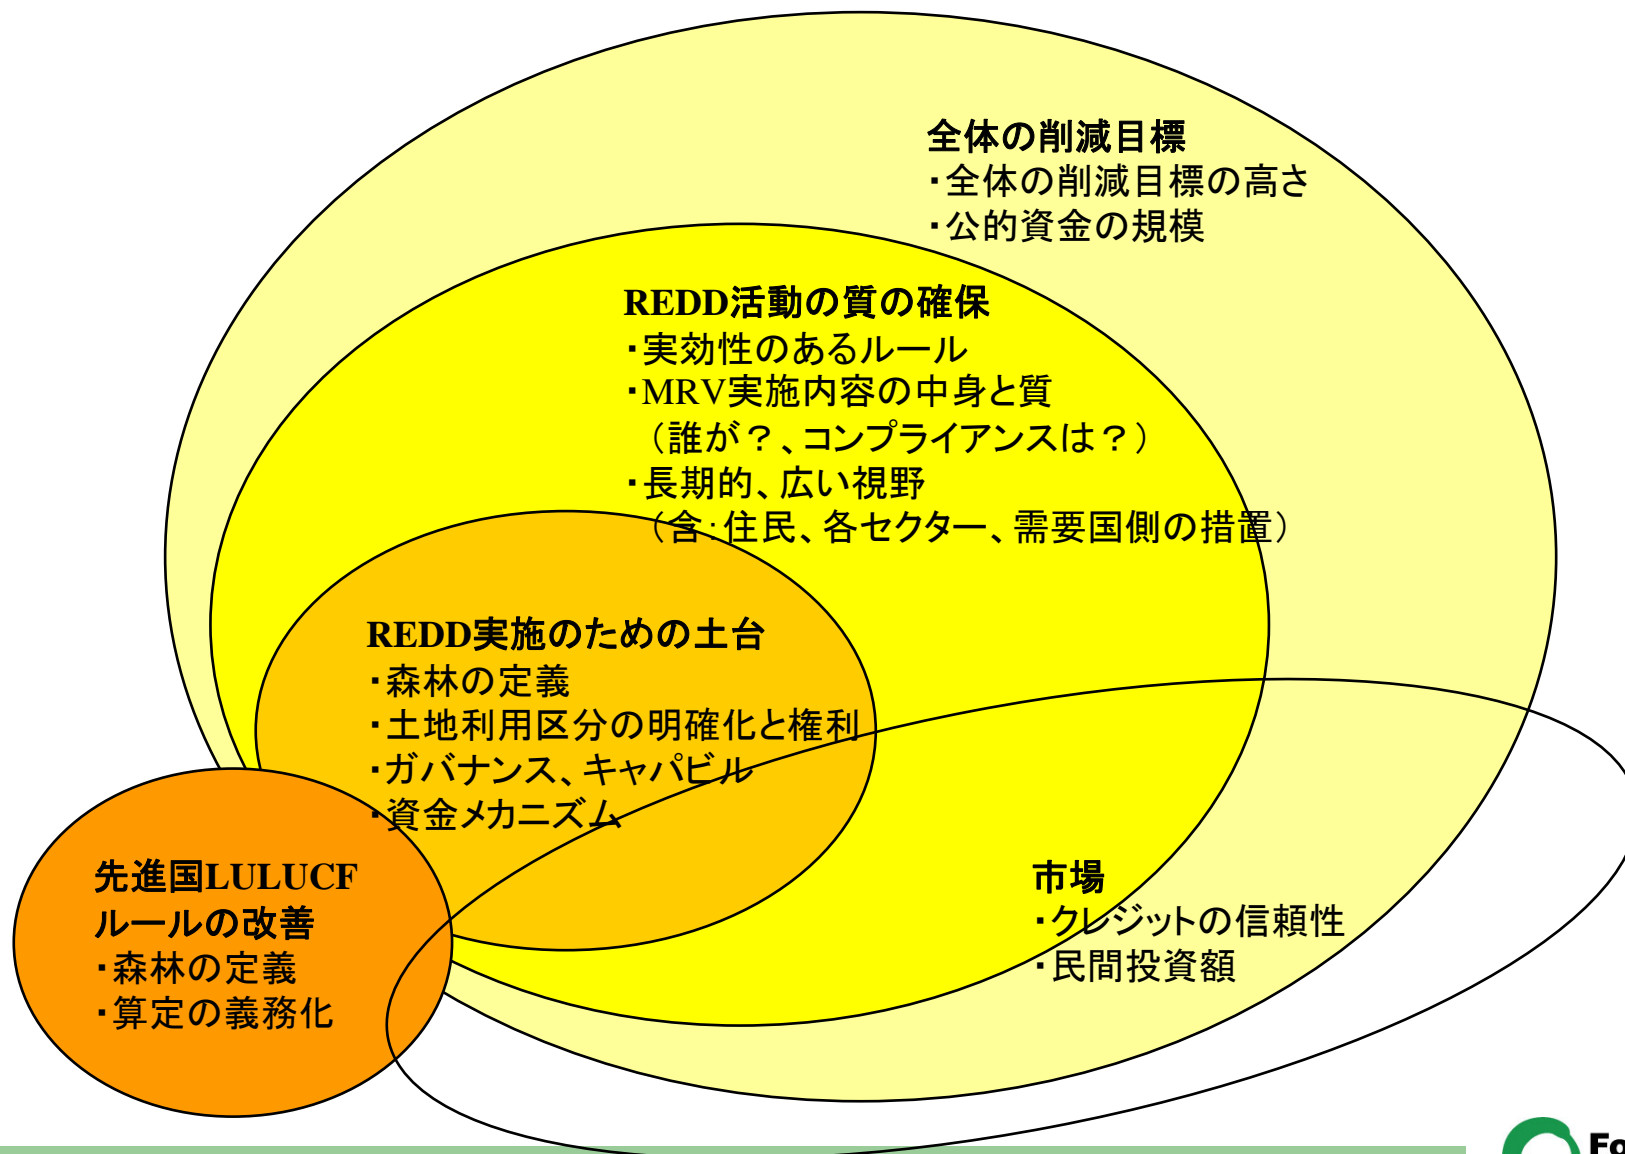 全体の削減目標
・全体の削減目標の高さ
・公的資金の規模
REDD活動の質の確保
・実効性のあるルール
・MRV実施内容の中身と質
（誰が？、コンプライアンスは？）
・長期的、広い視野
（含：住民、各セクター、需要国側の措置）
REDD実施のための土台
・森林の定義
・土地利用区分の明確化と権利
・ガバナンス、キャパビル
・資金メカニズム
先進国LULUCF
ルールの改善
・森林の定義
・算定の義務化
市場
・クレジットの信頼性
・民間投資額
Fo